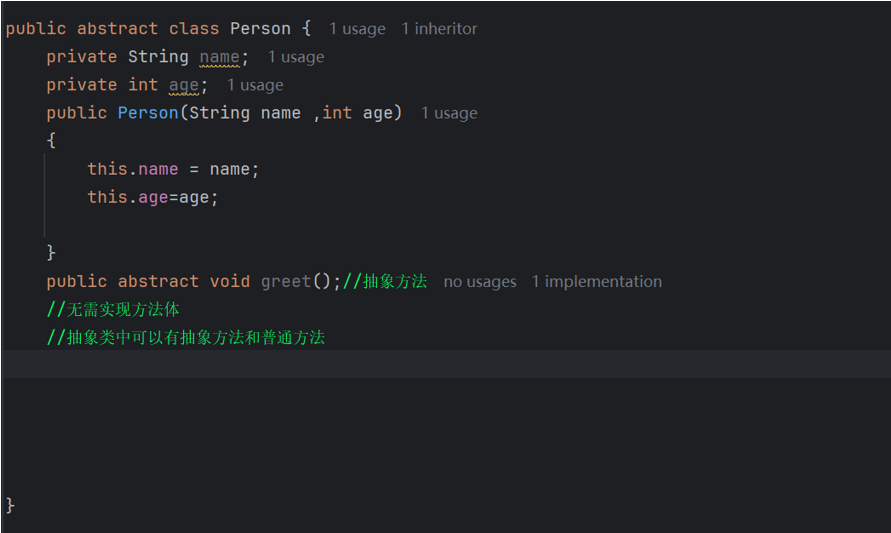 public abstract class Person { 1 usage 1 inheritor
private String name; 1 usage
private int age; 1 usage
public Person(String name ,int age) 1 usage
{
this.name = name;
this.age=age;
}
public abstract void greet();//抽象方法 no usages 1 implementation
//无需实现方法体
//抽象类中可以有抽象方法和普通方法
}